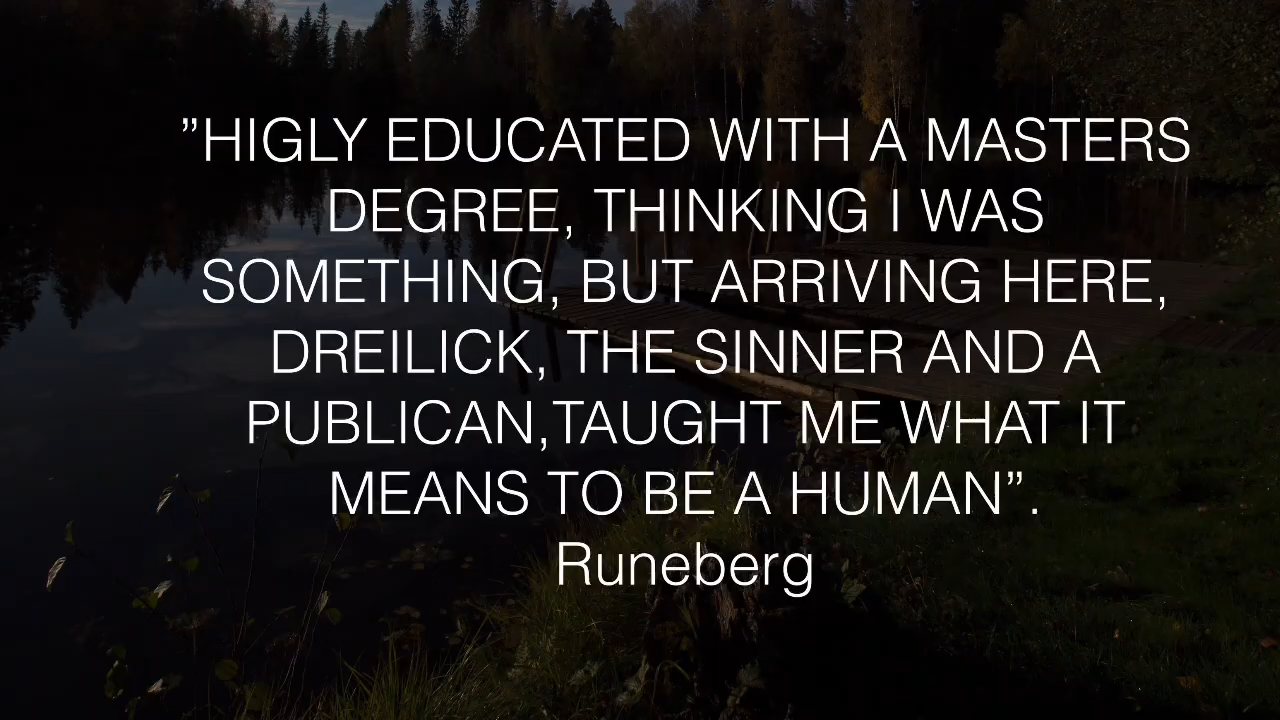 ”HIGLY EDUCATED WITH A MASTERS
DEGREE, THINKING I WAS
SOMETHING, BUT ARRIVING HERE,
DREILICK, THE SINNER AND A
PUBLICAN,TAUGHT ME WHAT IT
MEANS TO BE A HUMAN”.
Runeberg